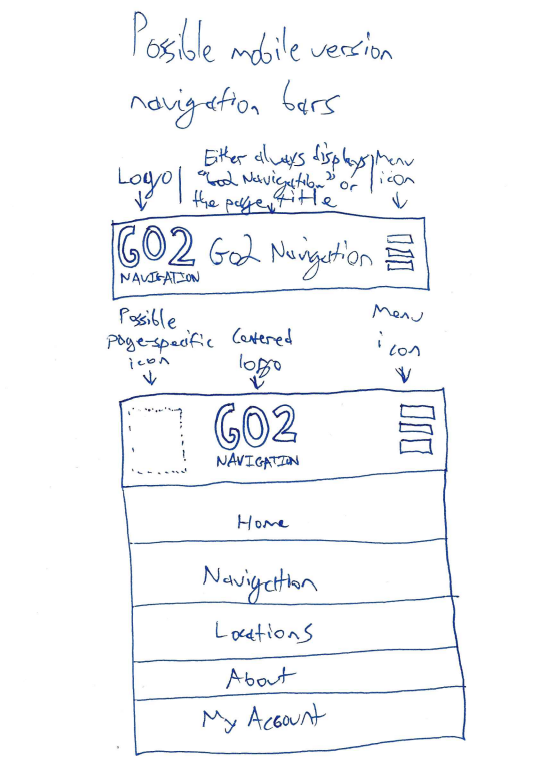 Possible mobile version
navigation bars
Logo
Either always displays
"Go2 Navigation" or
the page title
Menu
icon
GO2
NAVIGATION
Go2 Navigation
Possible
page-specific
icon
Centered
logo
Menu
icon
GO2
NAVIGATION
Home
Navigation
Locations
About
My Account